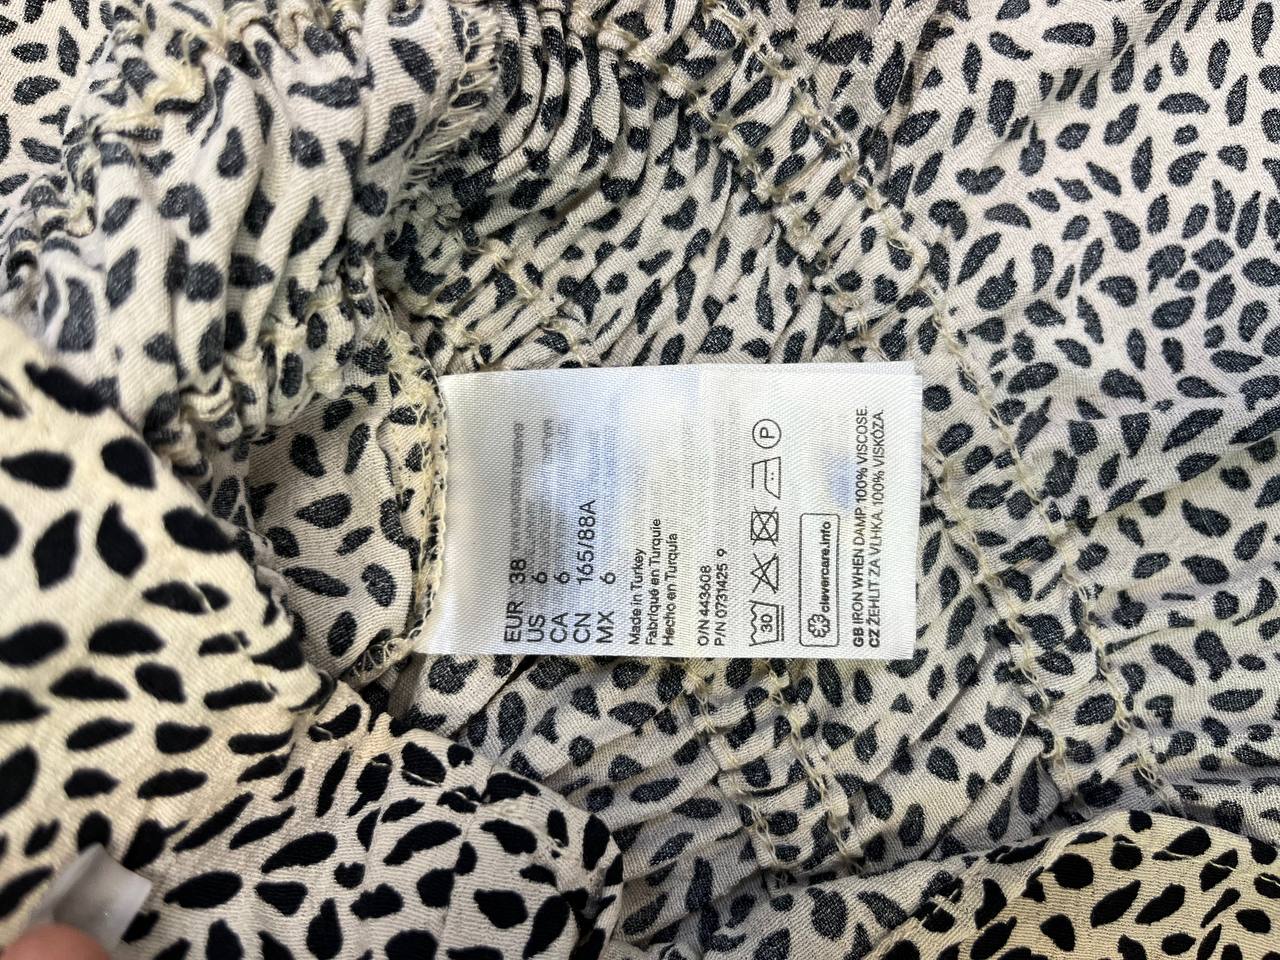 EUR 38
US 6
CA 6
CN 165/88A
MX 6
Made in Turkey
Fabriqué en Turquie
Hecho en Turquía
O/N 443608
P/N 0731425 9
30
P
clevercare.info
GB IRON WHEN DAMP. 100% VISCOSE.
CZ ŽEHLIT ZA VLHKA. 100% VISKÓZA.